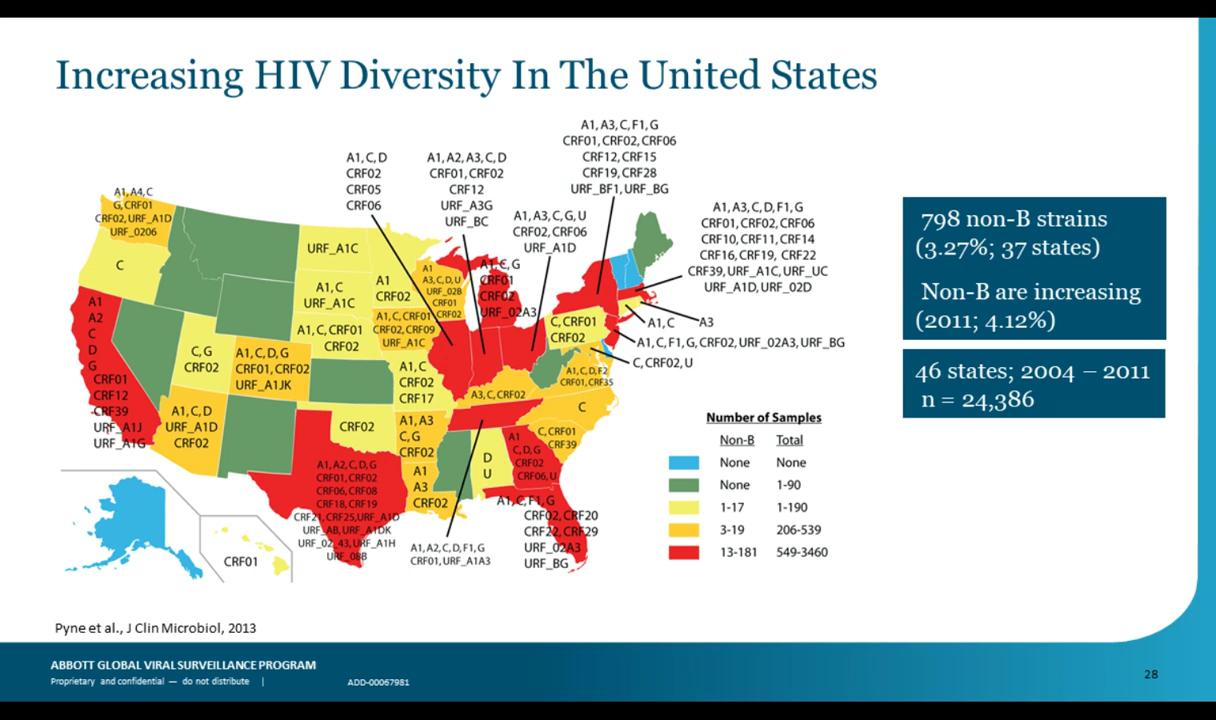 Increasing HIV Diversity In The United States
A1, A3, C, F1, G
CRF01, CRF02, CRF06
CRF12, CRF15
CRF19, CRF28
URF_BF1, URF_BG
A1, C, D
CRF02
CRF05
CRF06
A1, A2, A3, C, D
CRF01, CRF02
CRF12
URF_A3G
URF_BC
A1, A3, C, G, U
CRF02, CRF06
URF_A1D
A1, A3, C, D, F1, G
CRF01, CRF02, CRF06
CRF10, CRF11, CRF14
CRF16, CRF19, CRF22
CRF39, URF_A1C, URF_UC
URF_A1D, URF_02D
A1, A4, C
G, CRF01
CRF02, URF_A1D
URF_0206
C
A1
A2
C
D
G
CRF01
CRF12
CRF39
URF_A1J
URF_A1G
C, G
CRF02
A1, C, D
URF_A1D
CRF02
A1, C, D, G
CRF01, CRF02
URF_A1JK
URF_A1C
A1, C
URF_A1C
A1, C, CRF01
CRF02
CRF02
A1
CRF02
A1, C, CRF01
CRF02, CRF09
URF_A1C
A1, C
CRF02
CRF17
A1, A3
C, G
CRF02
A1
A3
CRF02
A1
A3, C, D, U
URF_02B
CRF01
CRF02
A1, C, G
CRF01
CRF02
URF_02A3
C, CRF01
CRF02
A1, C
A3
A1, C, F1, G, CRF02, URF_02A3, URF_BG
C, CRF02, U
A1, C, D, F2
CRF01, CRF35
A3, C, CRF02
C
C, CRF01
CRF39
D
U
A1
C, D, G
CRF02
CRF06, U
A1, A2, C, D, G
CRF01, CRF02
CRF06, CRF08
CRF18, CRF19
CRF21, CRF25, URF_A1D
URF_AB, URF_A1DK
URF_02_43, URF_A1H
URF_08B
A1, A2, C, D, F1, G
CRF01, URF_A1A3
A1, C, F1, G
CRF02, CRF20
CRF22, CRF29
URF_02A3
URF_BG
CRF01
Number of Samples
Non-B Total
None None
None 1-90
1-17 1-190
3-19 206-539
13-181 549-3460
798 non-B strains
(3.27%; 37 states)
Non-B are increasing
(2011; 4.12%)
46 states; 2004 – 2011
n = 24,386
Pyne et al., J Clin Microbiol, 2013
ABBOTT GLOBAL VIRAL SURVEILLANCE PROGRAM
Proprietary and confidential — do not distribute | ADD-00067981
28